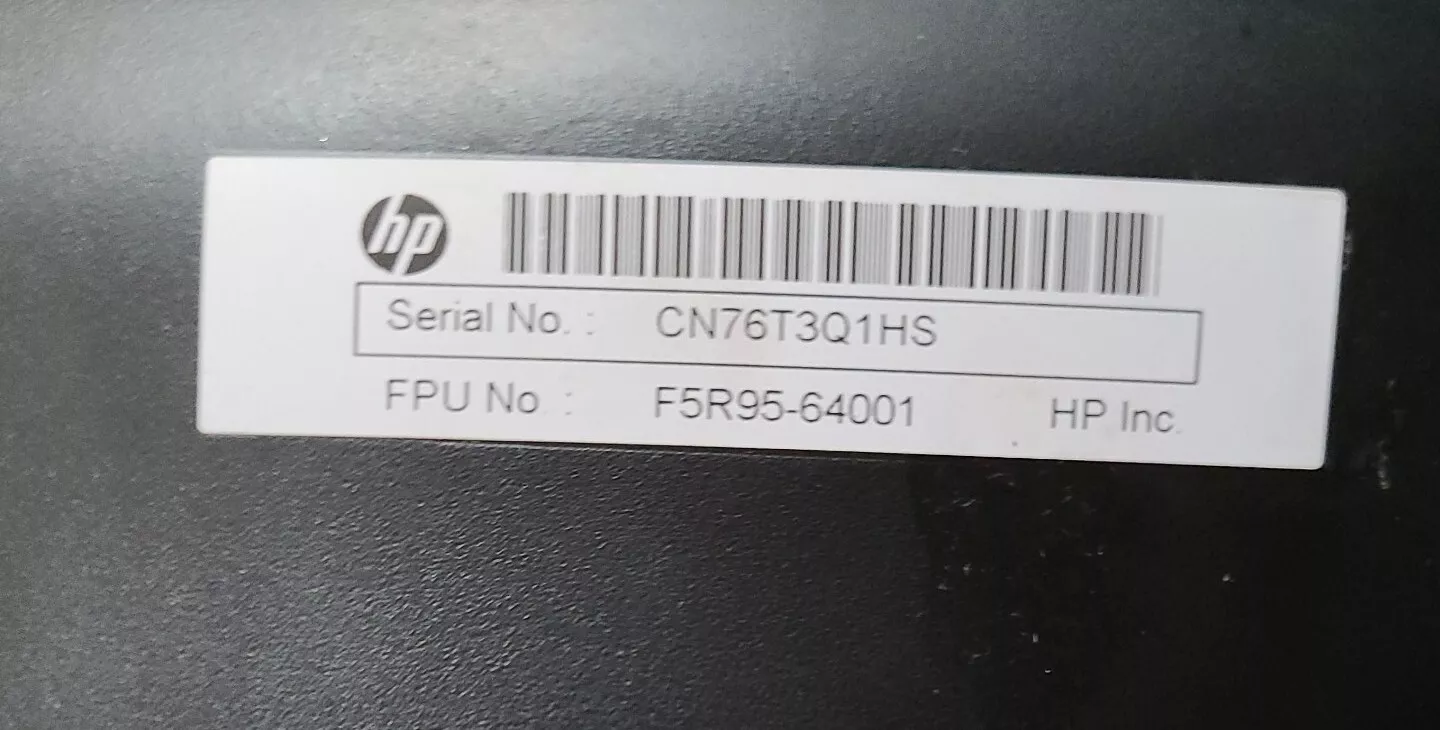 hp
Serial No. : CN76T3Q1HS
FPU No : F5R95-64001 HP Inc.